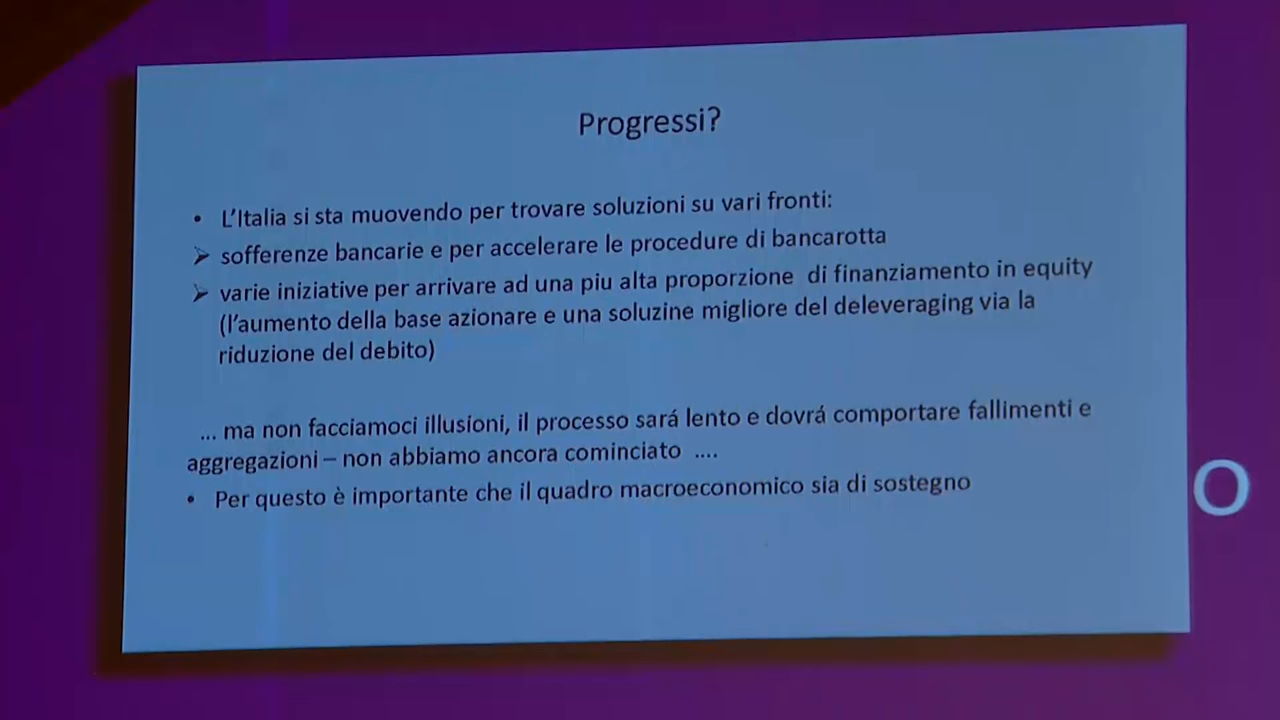 Progressi?
• L'Italia si sta muovendo per trovare soluzioni su vari fronti:
➢ sofferenze bancarie e per accelerare le procedure di bancarotta
➢ varie iniziative per arrivare ad una piu alta proporzione di finanziamento in equity
(l'aumento della base azionare e una soluzine migliore del deleveraging via la
riduzione del debito)
... ma non facciamoci illusioni, il processo sará lento e dovrá comportare fallimenti e
aggregazioni – non abbiamo ancora cominciato ....
• Per questo è importante che il quadro macroeconomico sia di sostegno
O